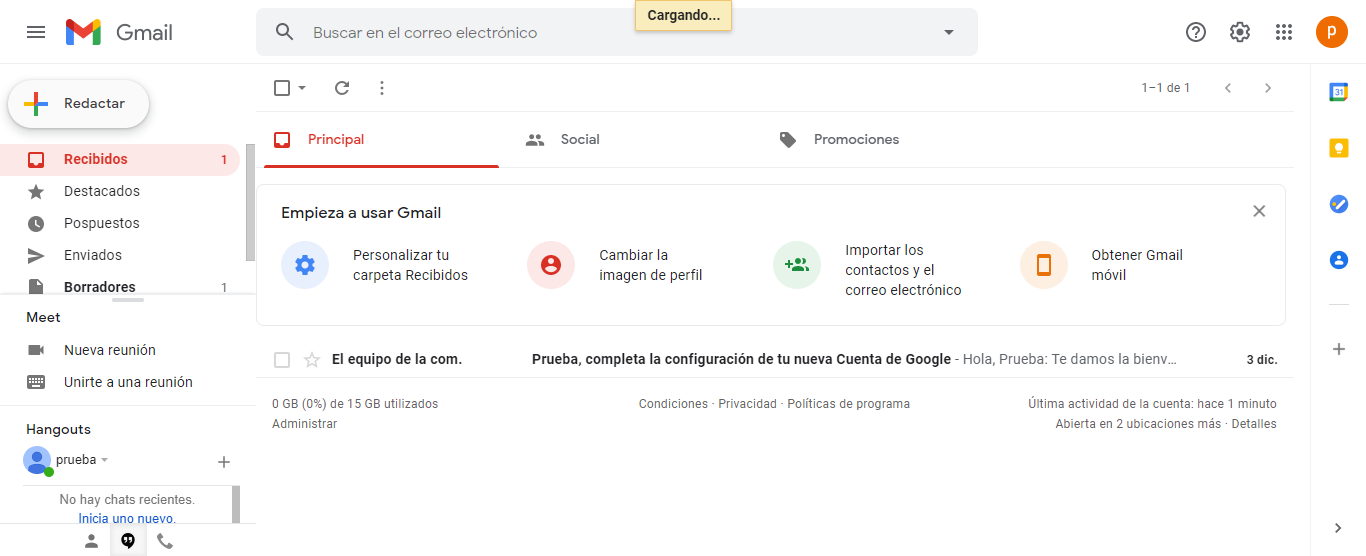 Cargando...
Gmail
Buscar en el correo electrónico
p
Redactar
1–1 de 1
31
Principal
Social
Promociones
Recibidos 1
Destacados
Pospuestos
Enviados
Borradores 1
Empieza a usar Gmail
Personalizar tu
carpeta Recibidos
Cambiar la
imagen de perfil
Importar los
contactos y el
correo electrónico
Obtener Gmail
móvil
Meet
Nueva reunión
Unirte a una reunión
El equipo de la com. Prueba, completa la configuración de tu nueva Cuenta de Google - Hola, Prueba: Te damos la bienv… 3 dic.
0 GB (0%) de 15 GB utilizados
Administrar
Condiciones · Privacidad · Políticas de programa
Última actividad de la cuenta: hace 1 minuto
Abierta en 2 ubicaciones más · Detalles
Hangouts
prueba
No hay chats recientes.
Inicia uno nuevo.